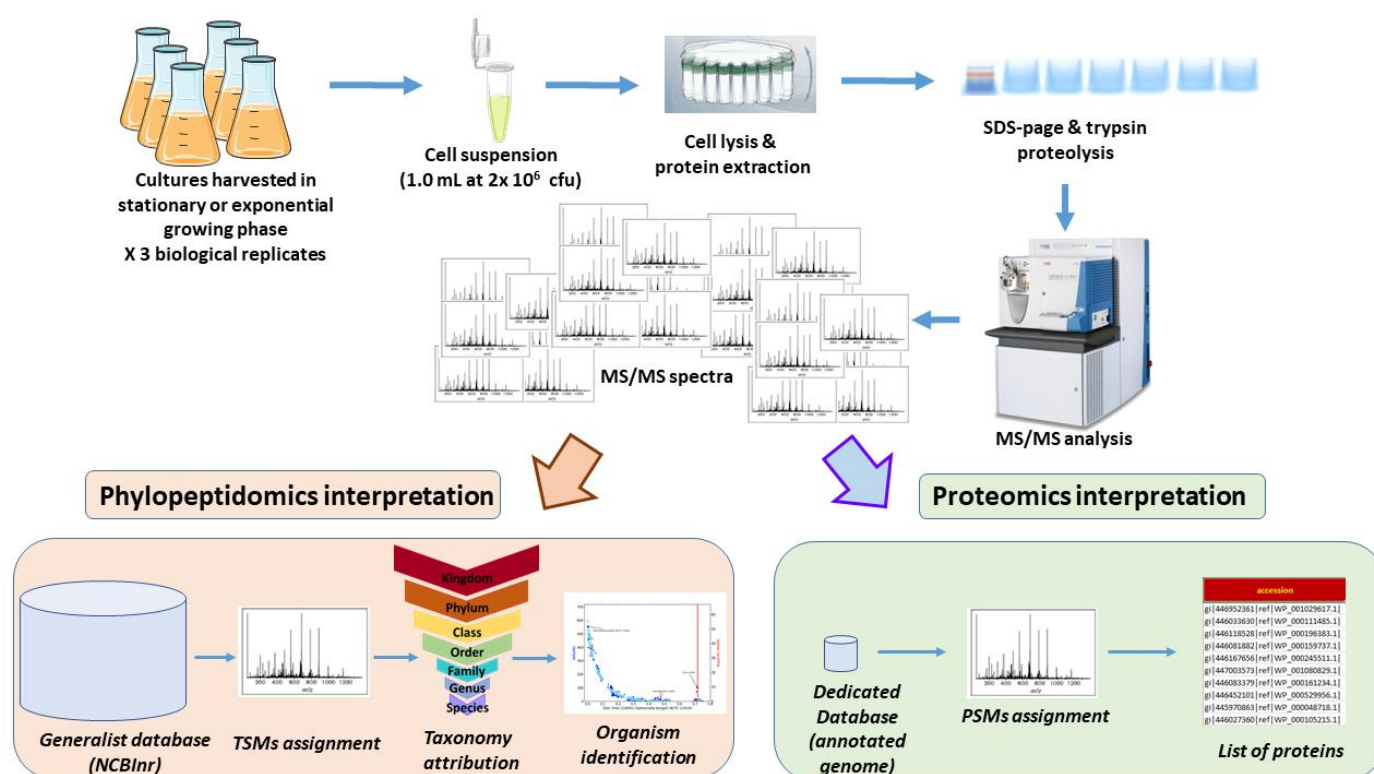 Cultures harvested in
stationary or exponential
growing phase
X 3 biological replicates
Cell suspension
(1.0 mL at 2x 10⁶ cfu)
Cell lysis &
protein extraction
SDS-page & trypsin
proteolysis
MS/MS spectra
MS/MS analysis
Phylopeptidomics interpretation
Proteomics interpretation
Generalist database
(NCBInr)
TSMs assignment
Kingdom
Phylum
Class
Order
Family
Genus
Species
Taxonomy
attribution
Organism
identification
Dedicated
Database
(annotated
genome)
PSMs assignment
accession
gi|446952361|ref|WP_001029617.1|
gi|446033630|ref|WP_000111485.1|
gi|446118528|ref|WP_000196383.1|
gi|446081882|ref|WP_000159737.1|
gi|446167656|ref|WP_000245511.1|
gi|447003573|ref|WP_001080829.1|
gi|446083379|ref|WP_000161234.1|
gi|446452101|ref|WP_000529956.1|
gi|445970863|ref|WP_000048718.1|
gi|446027360|ref|WP_000105215.1|
List of proteins